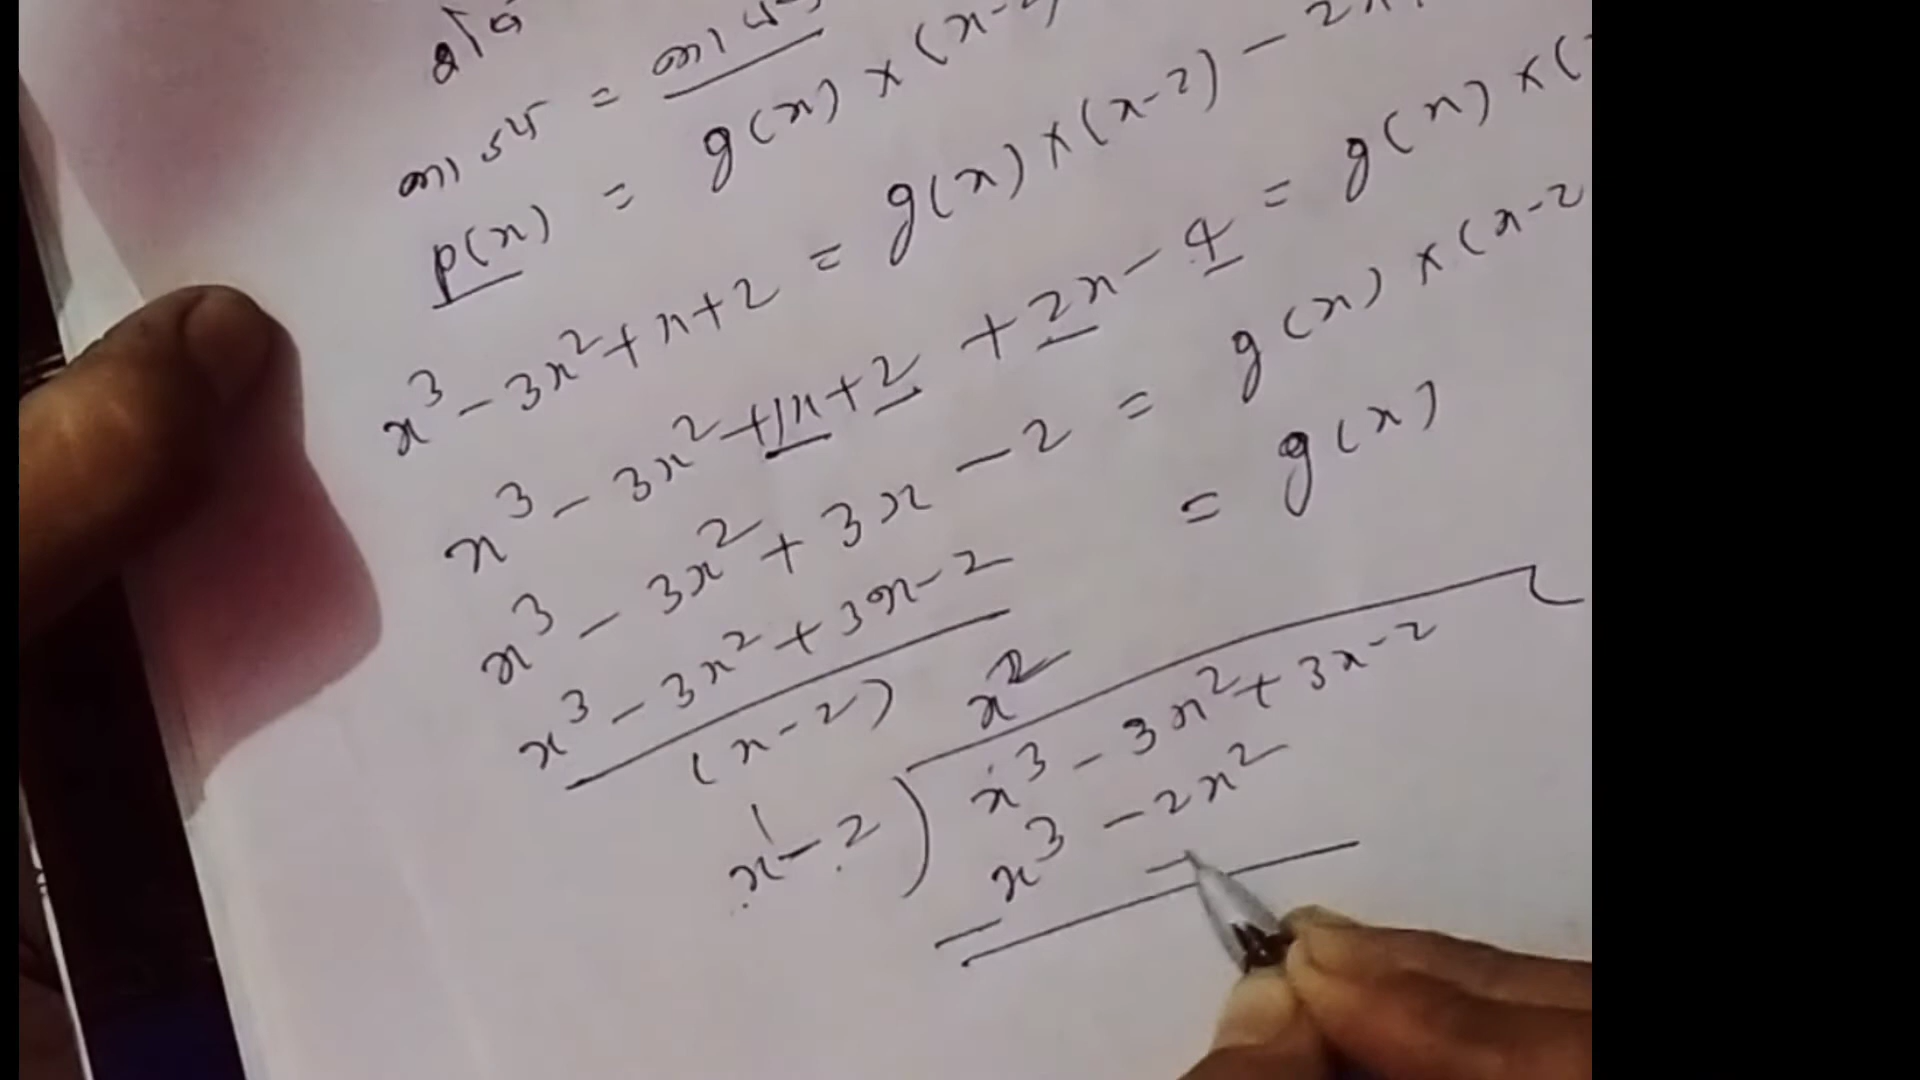 p(x) = g(x) × (x-2)
x³ - 3x² + x + 2 = g(x) × (x-2) - 2x
x³ - 3x² + 1x + 2 + 2x - 4 = g(x) × (
x³ - 3x² + 3x - 2 = g(x) × (x-2
x³ - 3x² + 3x - 2 = g(x)
(x-2)
x²
x - 2 ) x³ - 3x² + 3x - 2
x³ - 2x²